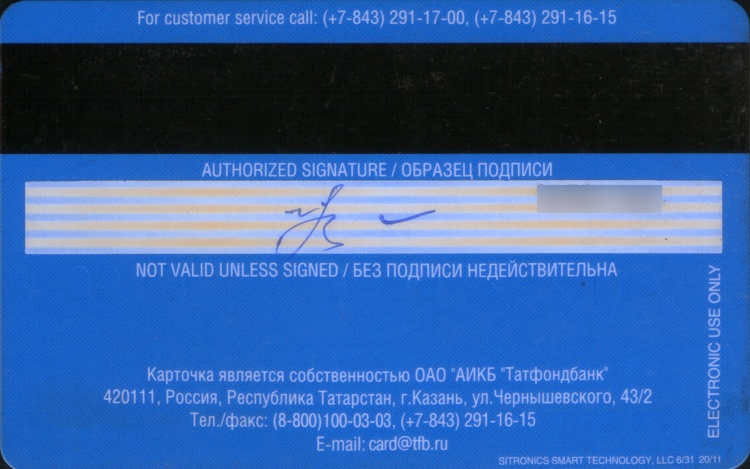 For customer service call: (+7-843) 291-17-00, (+7-843) 291-16-15
AUTHORIZED SIGNATURE / ОБРАЗЕЦ ПОДПИСИ
NOT VALID UNLESS SIGNED / БЕЗ ПОДПИСИ НЕДЕЙСТВИТЕЛЬНА
ELECTRONIC USE ONLY
Карточка является собственностью ОАО "АИКБ "Татфондбанк"
420111, Россия, Республика Татарстан, г.Казань, ул.Чернышевского, 43/2
Тел./факс: (8-800)100-03-03, (+7-843) 291-16-15
E-mail: card@tfb.ru
SITRONICS SMART TECHNOLOGY, LLC 6/31 20/11